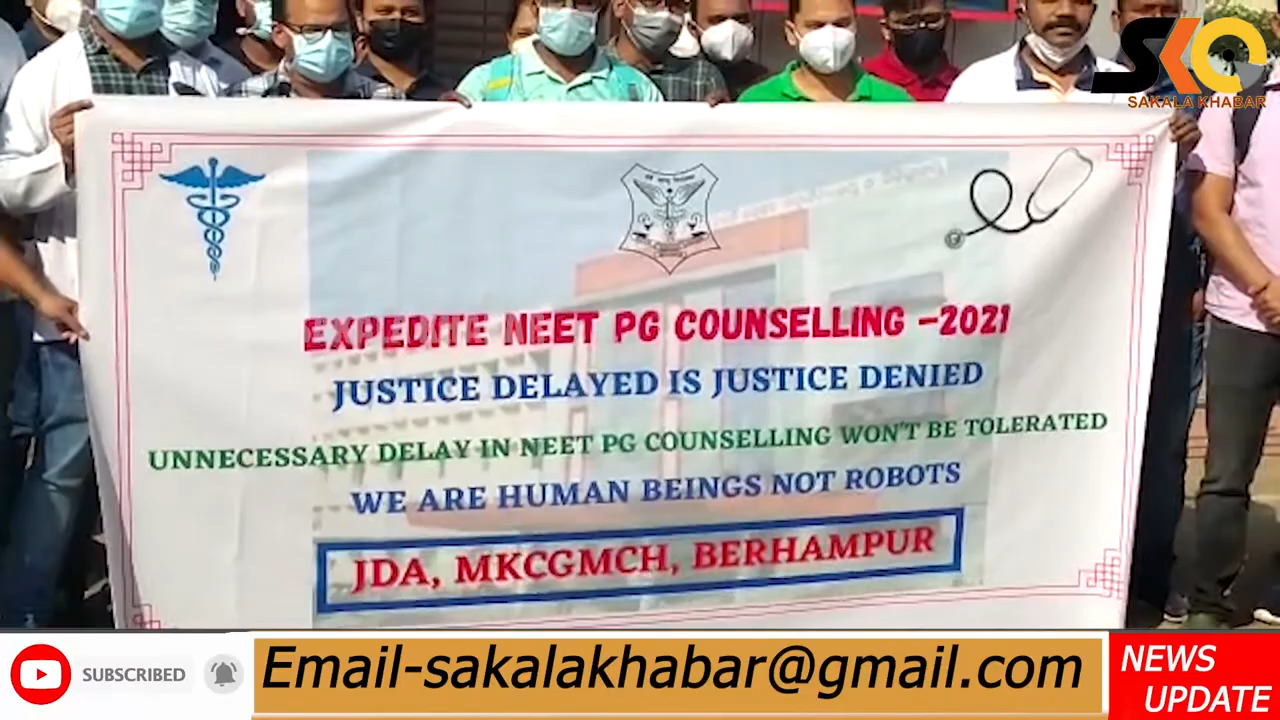 SKO
SAKALA KHABAR
EXPEDITE NEET PG COUNSELLING -2021
JUSTICE DELAYED IS JUSTICE DENIED
UNNECESSARY DELAY IN NEET PG COUNSELLING WON'T BE TOLERATED
WE ARE HUMAN BEINGS NOT ROBOTS
JDA, MKCGMCH, BERHAMPUR
SUBSCRIBED
Email-sakalakhabar@gmail.com
NEWS
UPDATE